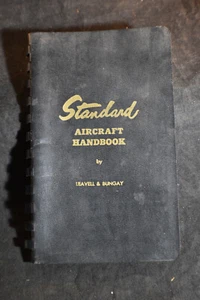 Standard
AIRCRAFT
HANDBOOK
by
LEAVELL & BUNGAY